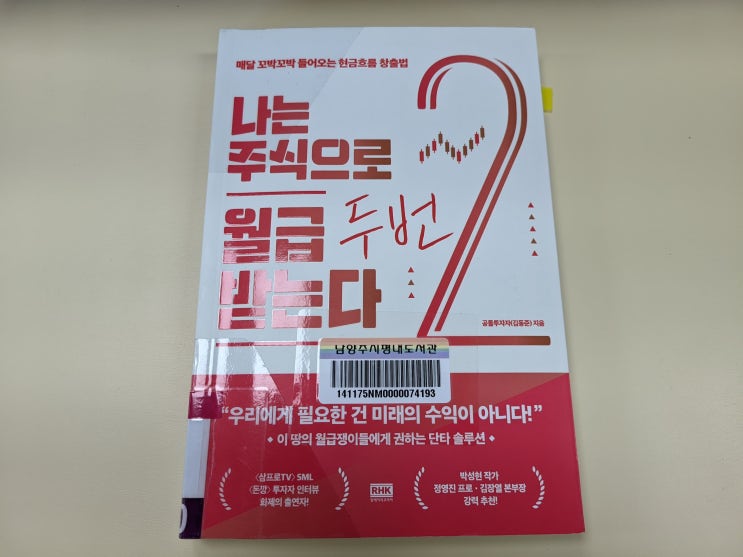 매달 꼬박꼬박 들어오는 현금흐름 창출법
나는
주식으로
월급 두번
받는다
2
공돌투자자(김동준) 지음
남양주시평내도서관
141175NM0000074193
“우리에게 필요한 건 미래의 수익이 아니다!”
이 땅의 월급쟁이들에게 권하는 단타 솔루션
〈삼프로TV〉 SML
〈돈깡〉 투자자 인터뷰
화제의 출연자!
RHK
박성현 작가
정영진 프로·김창열 본부장
강력 추천!